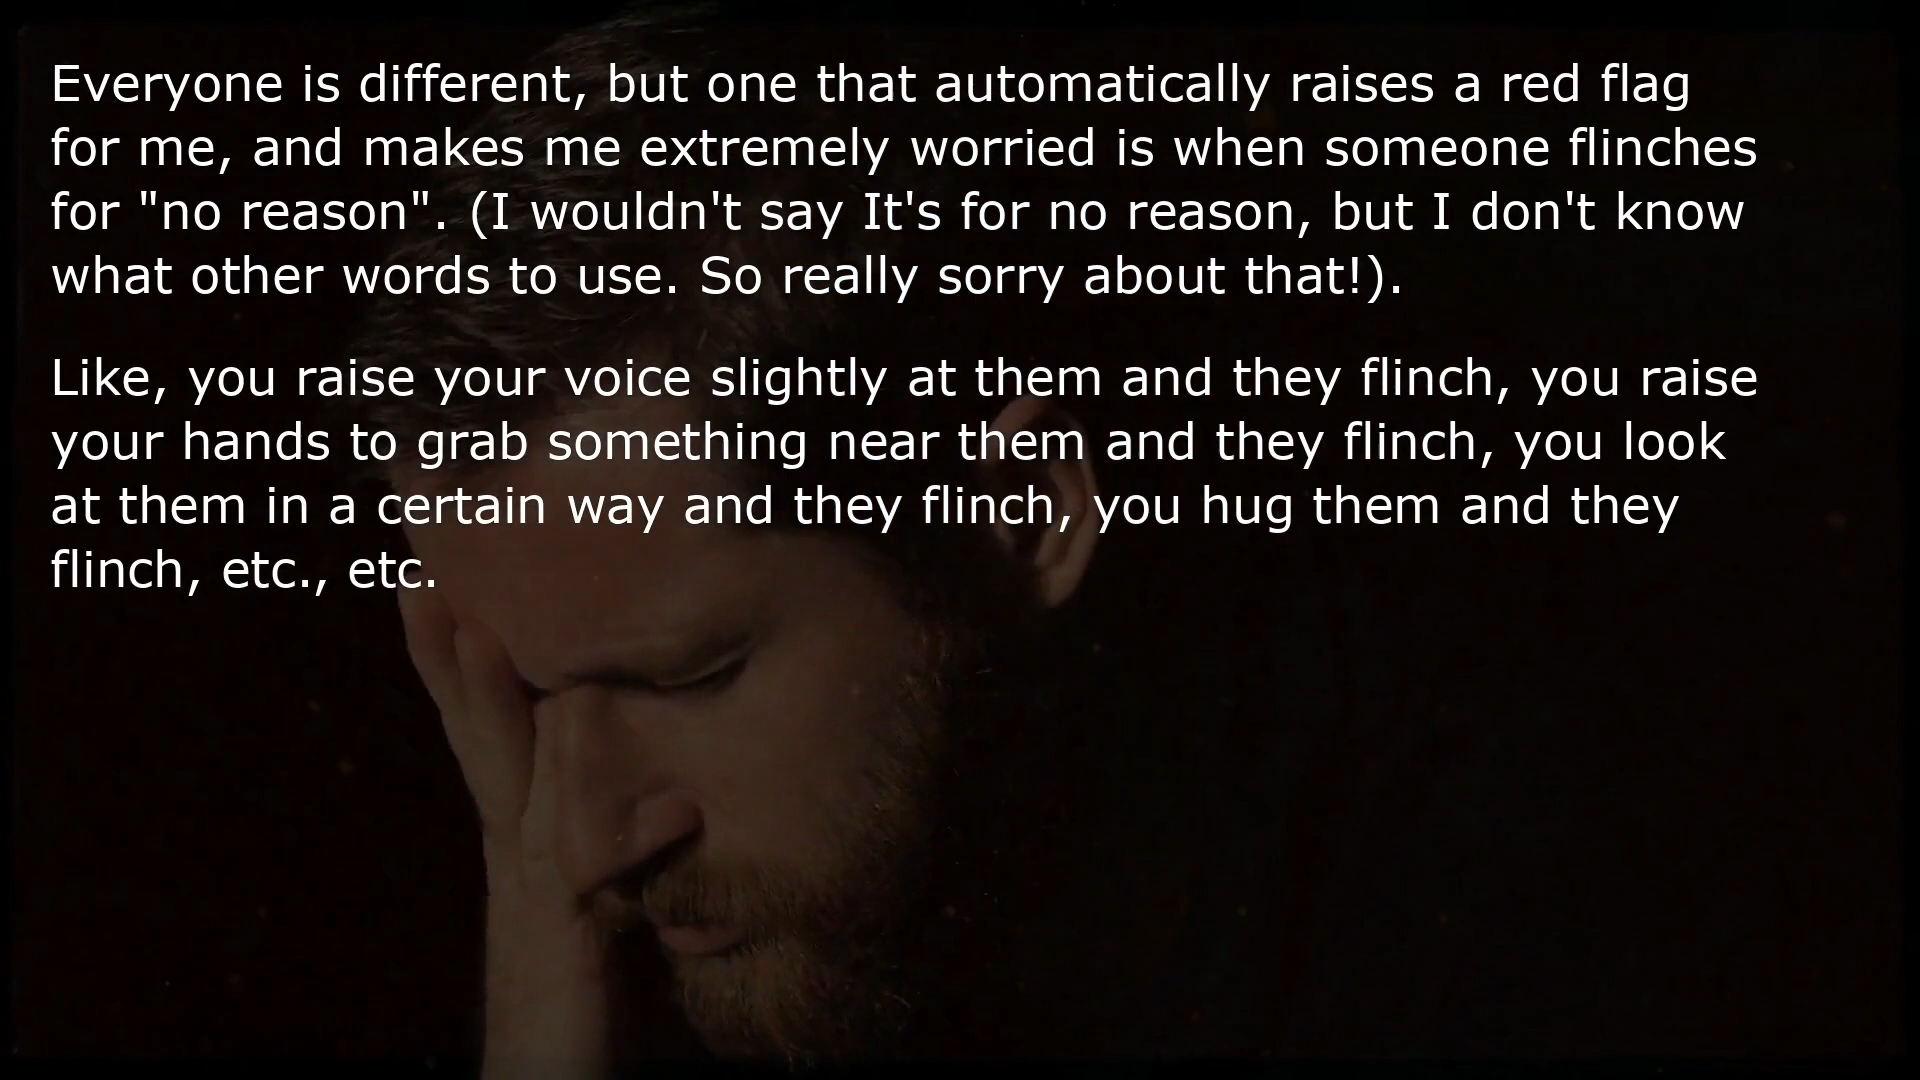 Everyone is different, but one that automatically raises a red flag
for me, and makes me extremely worried is when someone flinches
for "no reason". (I wouldn't say It's for no reason, but I don't know
what other words to use. So really sorry about that!).
Like, you raise your voice slightly at them and they flinch, you raise
your hands to grab something near them and they flinch, you look
at them in a certain way and they flinch, you hug them and they
flinch, etc., etc.